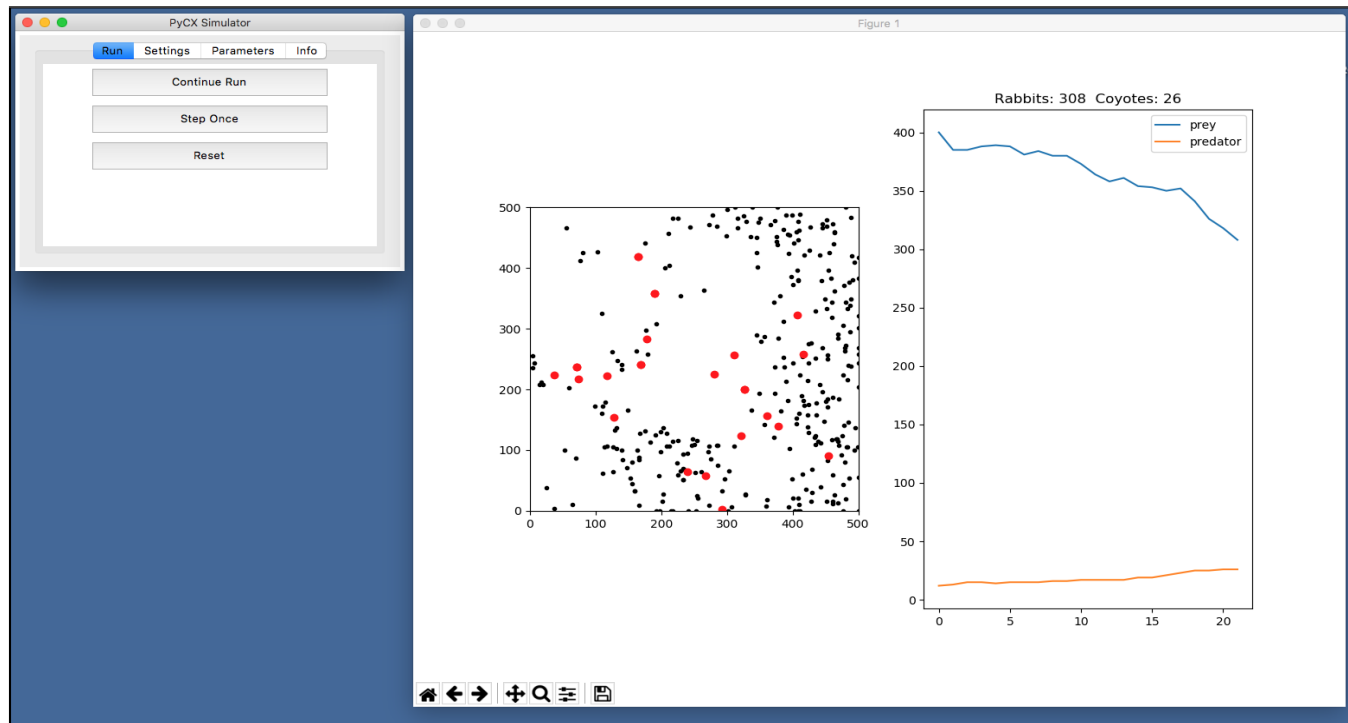 PyCX Simulator
Run Settings Parameters Info
Continue Run
Step Once
Reset
Figure 1
500
400
300
200
100
0
0 100 200 300 400 500
Rabbits: 308 Coyotes: 26
prey
predator
400
350
300
250
200
150
100
50
0
0 5 10 15 20